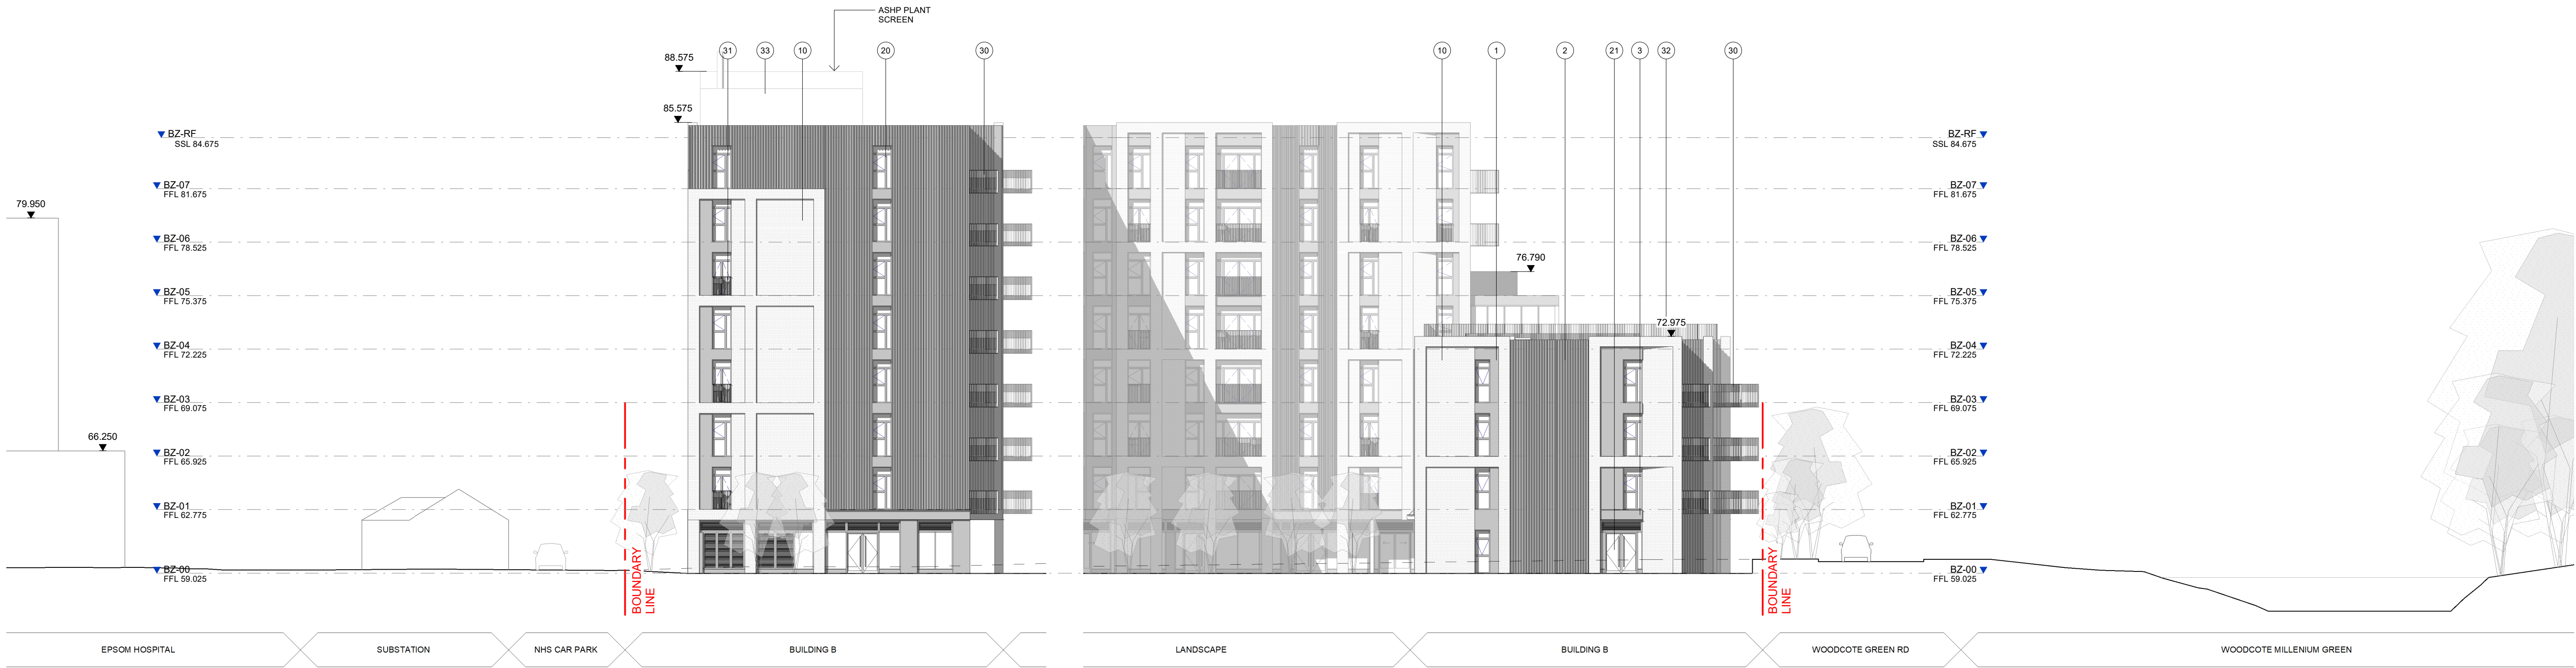 ASHP PLANT
SCREEN
31
33
10
20
30
10
1
2
21
3
32
30
88.575
85.575
BZ-RF
SSL 84.675
BZ-RF
SSL 84.675
BZ-07
FFL 81.675
BZ-07
FFL 81.675
79.950
BZ-06
FFL 78.525
BZ-06
FFL 78.525
76.790
BZ-05
FFL 75.375
BZ-05
FFL 75.375
72.975
BZ-04
FFL 72.225
BZ-04
FFL 72.225
BZ-03
FFL 69.075
BZ-03
FFL 69.075
66.250
BZ-02
FFL 65.925
BZ-02
FFL 65.925
BZ-01
FFL 62.775
BZ-01
FFL 62.775
BZ-00
FFL 59.025
BZ-00
FFL 59.025
BOUNDARY
LINE
BOUNDARY
LINE
EPSOM HOSPITAL
SUBSTATION
NHS CAR PARK
BUILDING B
LANDSCAPE
BUILDING B
WOODCOTE GREEN RD
WOODCOTE MILLENIUM GREEN